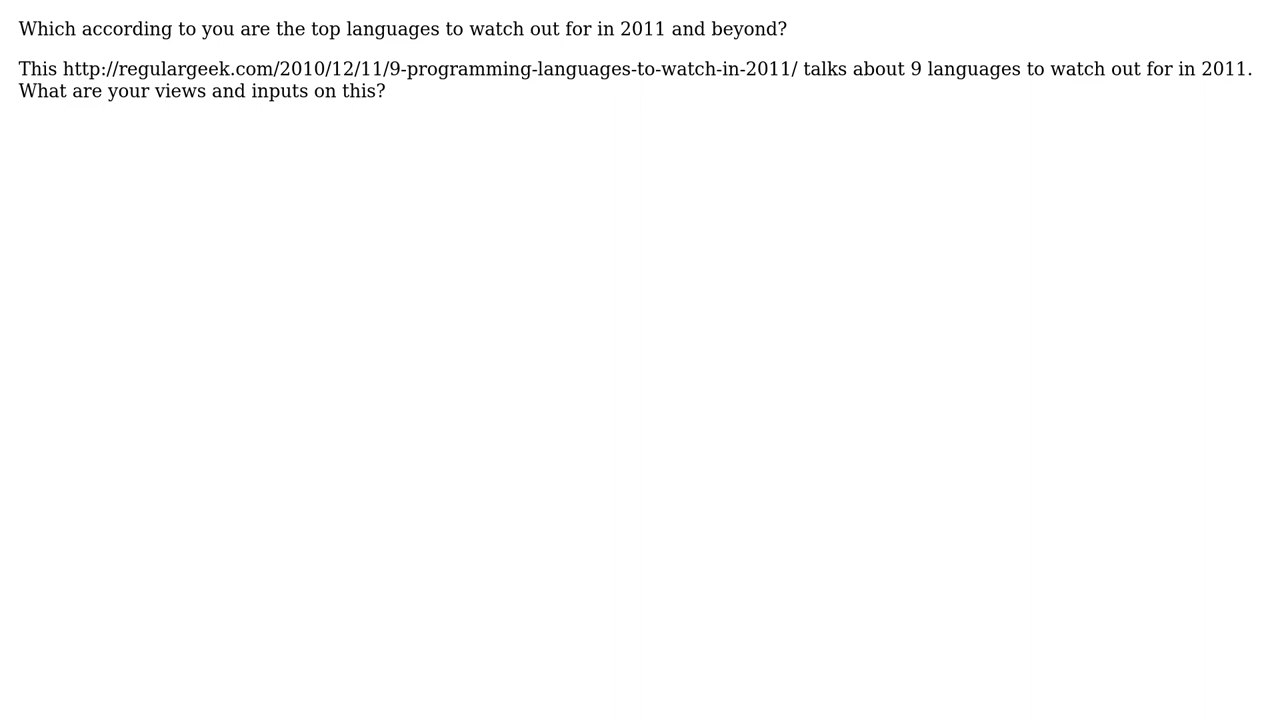 Which according to you are the top languages to watch out for in 2011 and beyond?
This http://regulargeek.com/2010/12/11/9-programming-languages-to-watch-in-2011/ talks about 9 languages to watch out for in 2011.
What are your views and inputs on this?